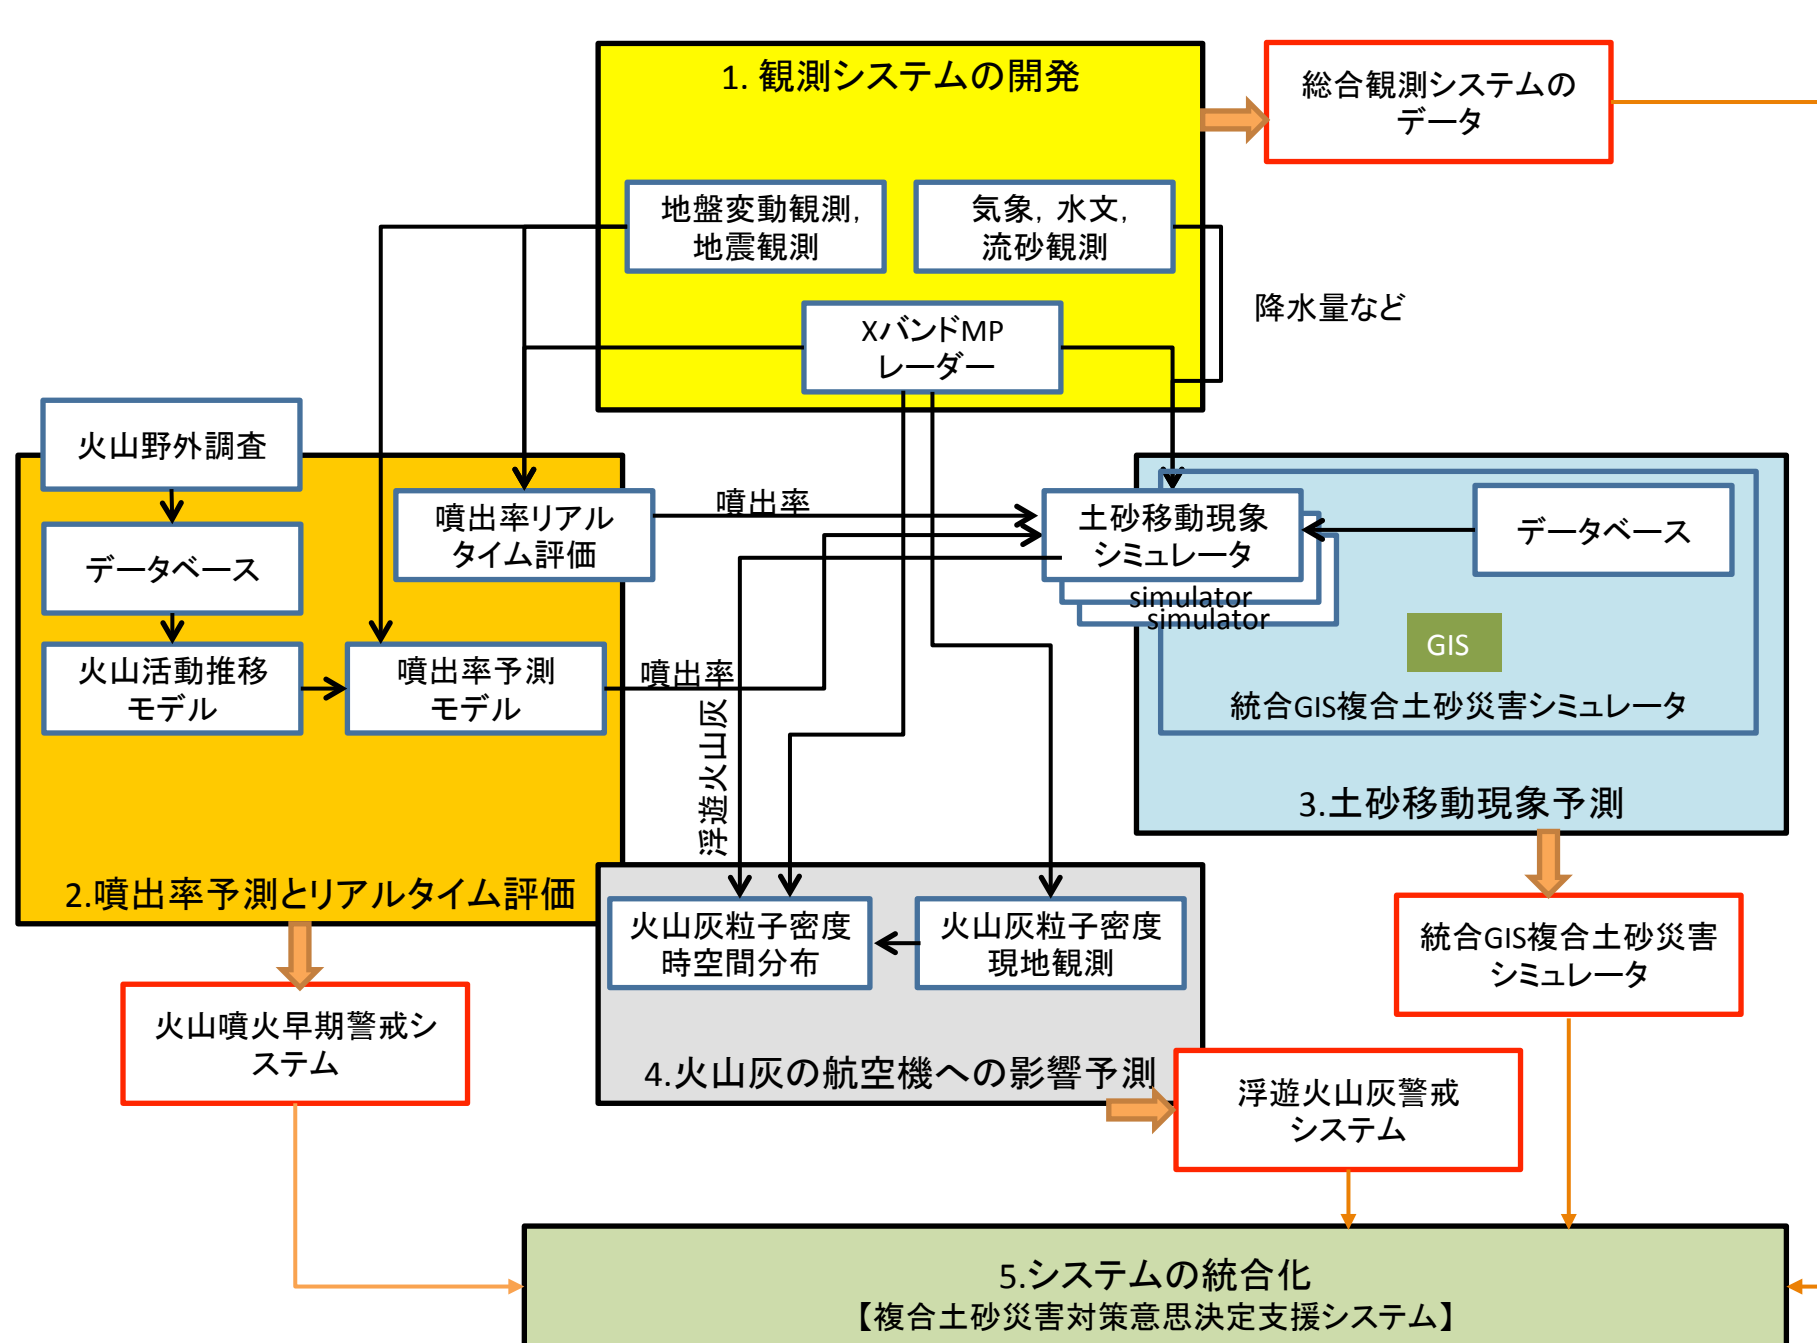 1. 観測システムの開発
総合観測システムの
データ
地盤変動観測,
地震観測
気象, 水文,
流砂観測
降水量など
XバンドMP
レーダー
火山野外調査
データベース
火山活動推移
モデル
噴出率リアル
タイム評価
噴出率予測
モデル
2.噴出率予測とリアルタイム評価
噴出率
噴出率
浮遊火山灰
土砂移動現象
シミュレータ
simulator
simulator
データベース
GIS
統合GIS複合土砂災害シミュレータ
3.土砂移動現象予測
火山灰粒子密度
時空間分布
火山灰粒子密度
現地観測
4.火山灰の航空機への影響予測
統合GIS複合土砂災害
シミュレータ
火山噴火早期警戒シ
ステム
浮遊火山灰警戒
システム
5.システムの統合化
【複合土砂災害対策意思決定支援システム】